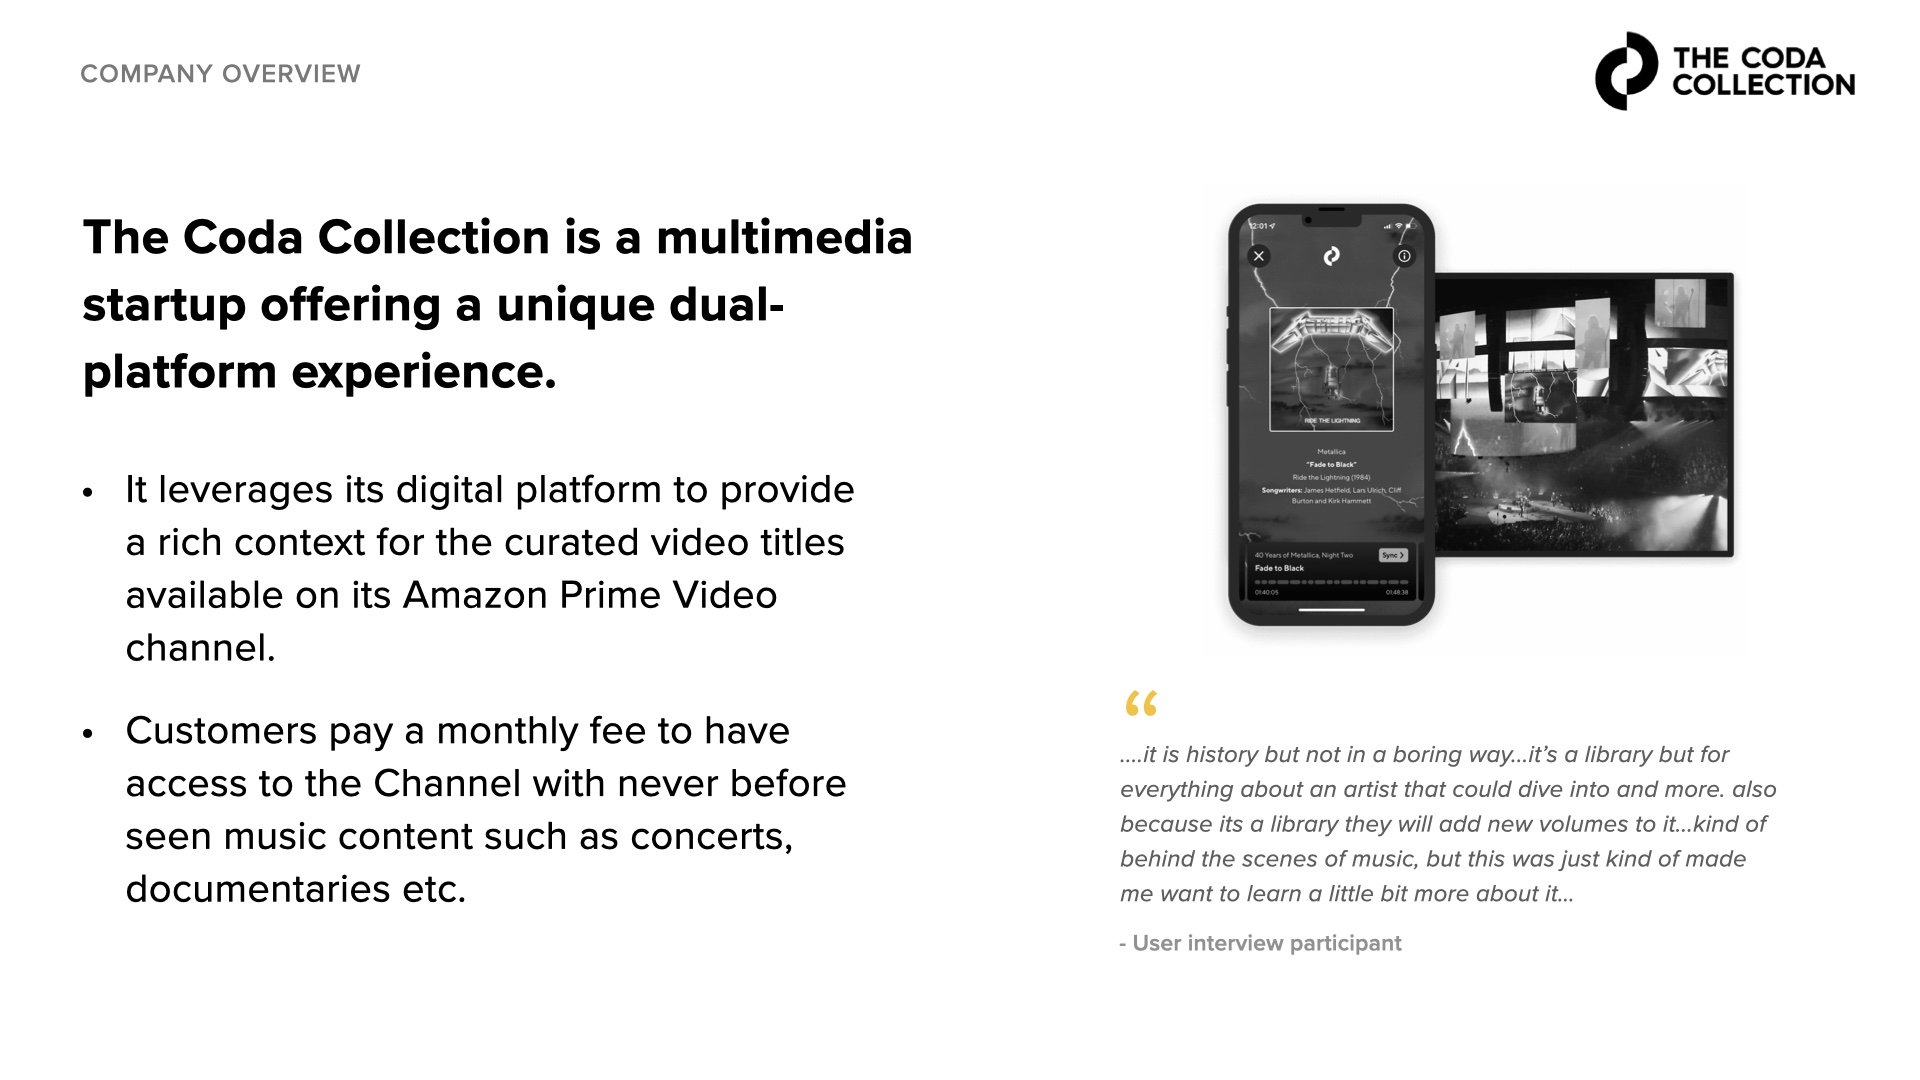 COMPANY OVERVIEW
THE CODA
COLLECTION
The Coda Collection is a multimedia
startup offering a unique dual-
platform experience.
• It leverages its digital platform to provide
a rich context for the curated video titles
available on its Amazon Prime Video
channel.
• Customers pay a monthly fee to have
access to the Channel with never before
seen music content such as concerts,
documentaries etc.
12:01
METALLICA
RIDE THE LIGHTNING
Metallica
"Fade to Black"
Ride the Lightning (1984)
Songwriters: James Hetfield, Lars Ulrich, Cliff
Burton and Kirk Hammett
40 Years of Metallica, Night Two
Sync >
Fade to Black
01:40:05
01:48:38
“
....it is history but not in a boring way...it’s a library but for
everything about an artist that could dive into and more. also
because its a library they will add new volumes to it...kind of
behind the scenes of music, but this was just kind of made
me want to learn a little bit more about it...
- User interview participant